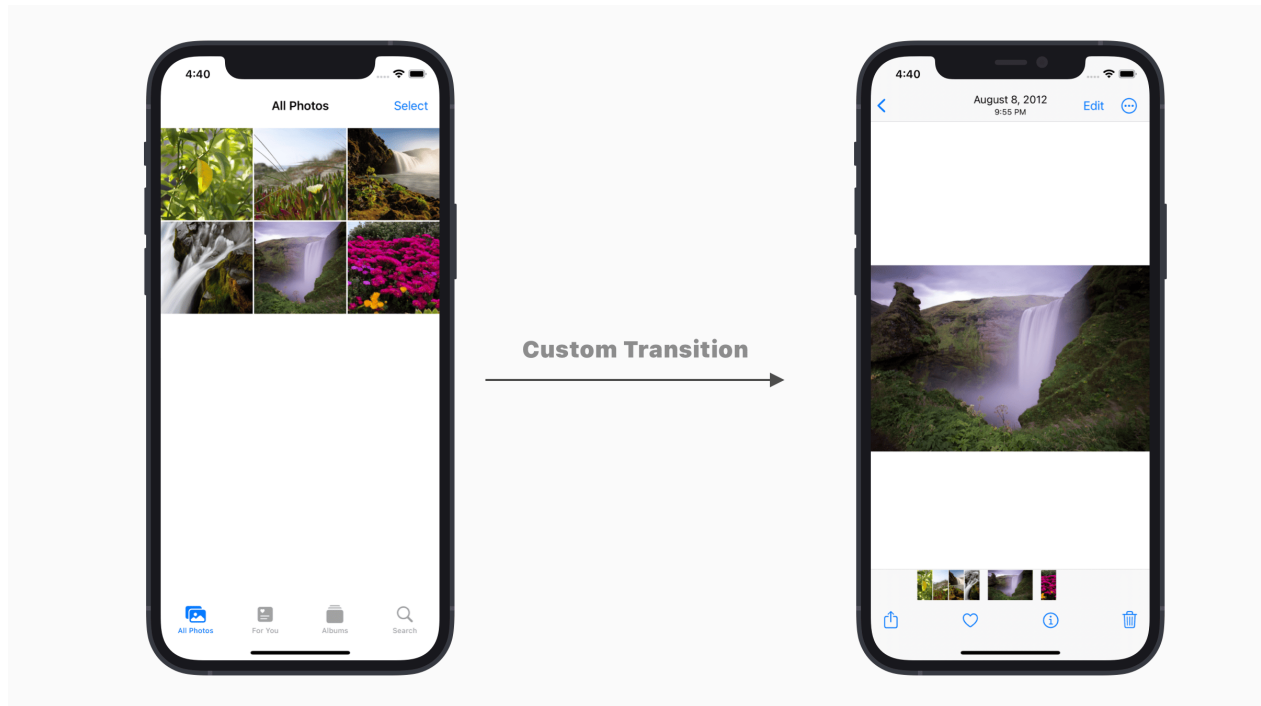 4:40
All Photos
Select
All Photos
For You
Albums
Search
Custom Transition
4:40
August 8, 2012
9:55 PM
Edit